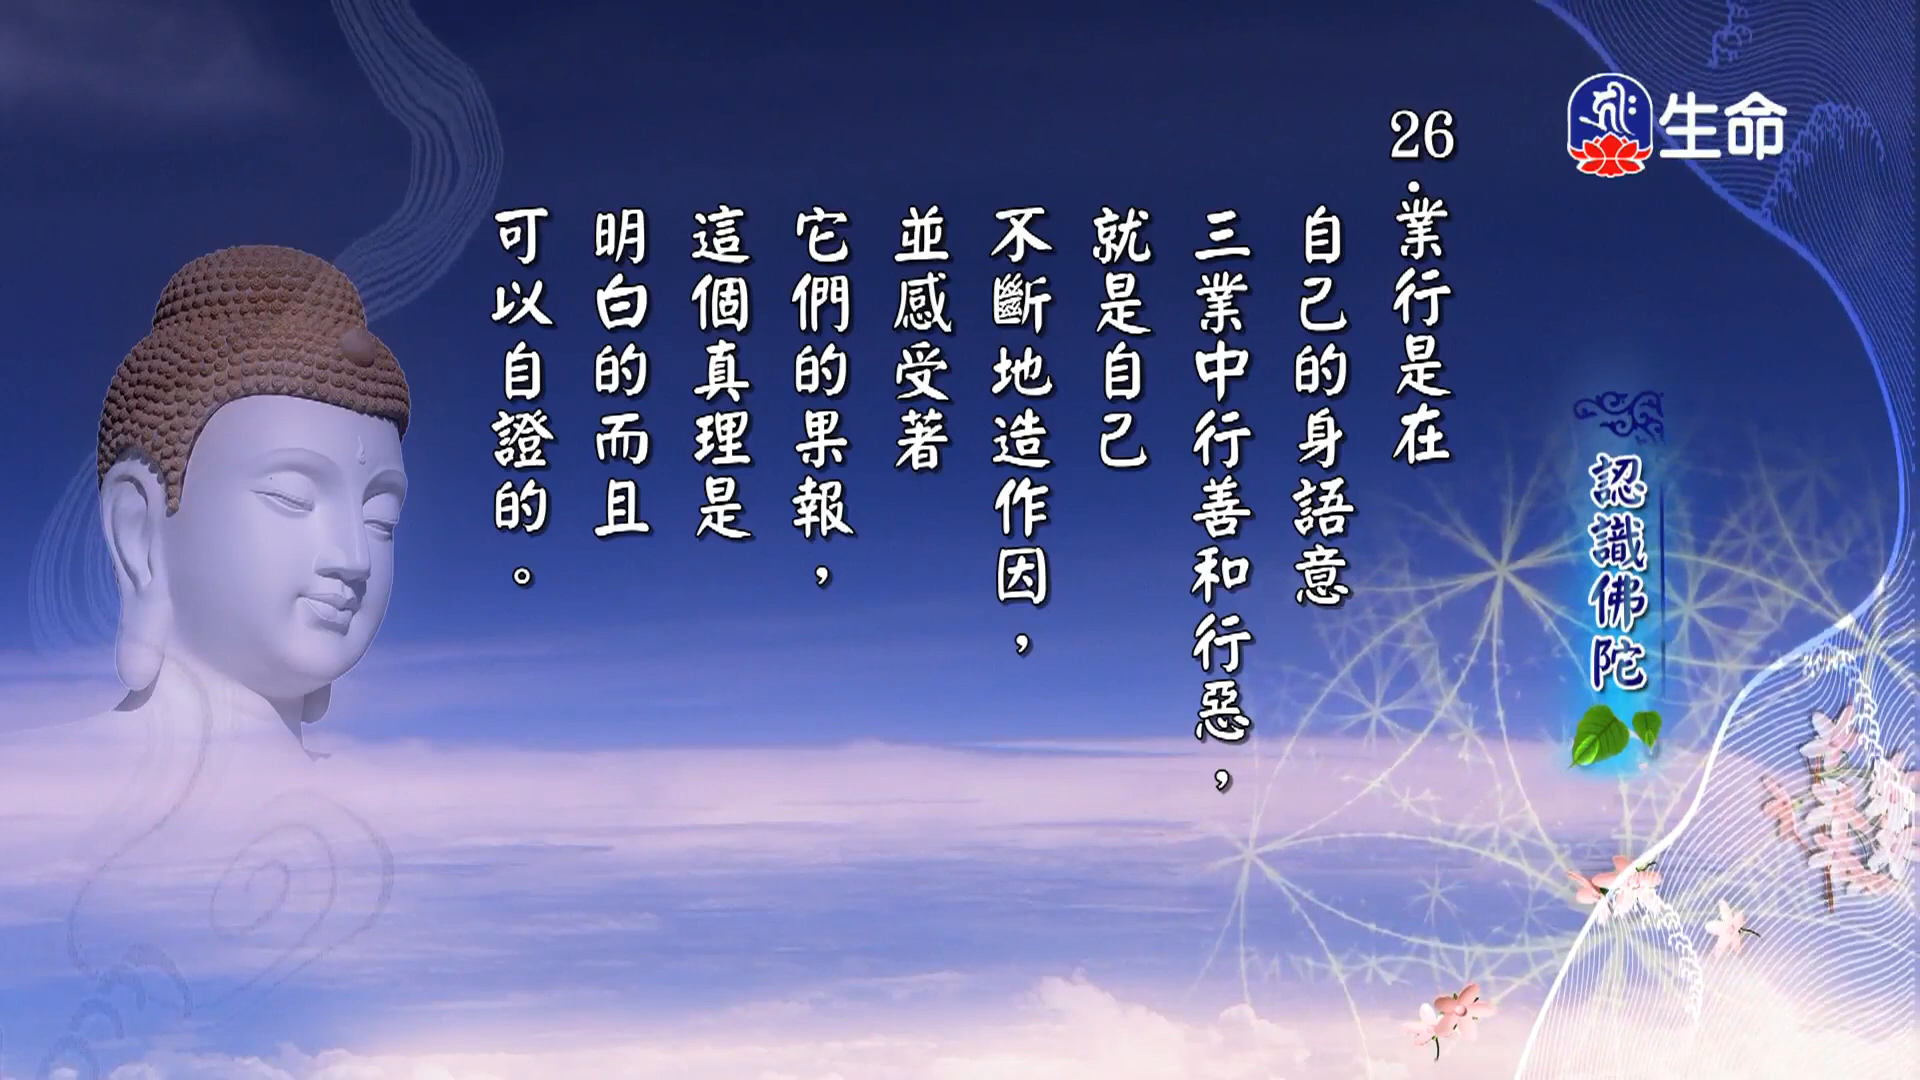 生命
認識佛陀
26.業行是在
自己的身語意
三業中行善和行惡，
就是自己
不斷地造作因，
並感受著
它們的果報，
這個真理是
明白的而且
可以自證的。